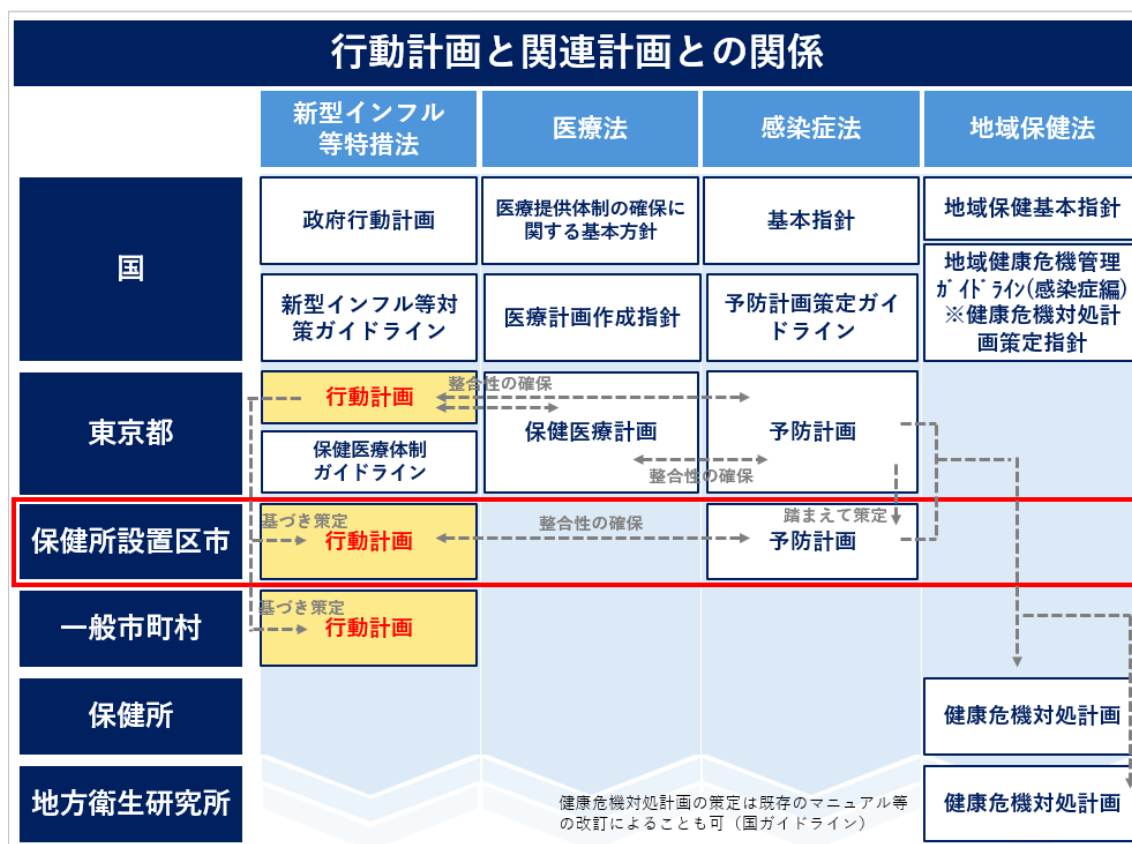 行動計画と関連計画との関係
新型インフル
等特措法
医療法
感染症法
地域保健法
国
政府行動計画
医療提供体制の確保に
関する基本方針
基本指針
地域保健基本指針
新型インフル等対
策ガイドライン
医療計画作成指針
予防計画策定ガイ
ドライン
地域健康危機管理
ｶﾞｲﾄﾞﾗｲﾝ(感染症編)
※健康危機対処計
画策定指針
東京都
行動計画
整合性の確保
保健医療体制
ガイドライン
保健医療計画
予防計画
整合性の確保
保健所設置区市
基づき策定
行動計画
整合性の確保
踏まえて策定
予防計画
一般市町村
基づき策定
行動計画
保健所
健康危機対処計画
地方衛生研究所
健康危機対処計画の策定は既存のマニュアル等
の改訂によることも可（国ガイドライン）
健康危機対処計画